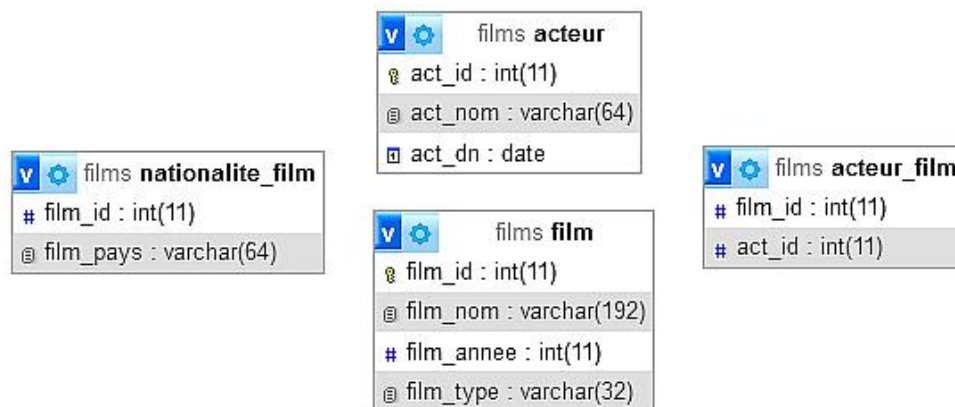 films acteur
act_id : int(11)
act_nom : varchar(64)
act_dn : date
films nationalite_film
film_id : int(11)
film_pays : varchar(64)
films film
film_id : int(11)
film_nom : varchar(192)
film_annee : int(11)
film_type : varchar(32)
films acteur_film
film_id : int(11)
act_id : int(11)